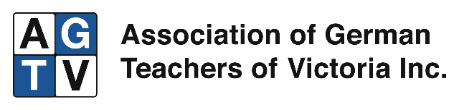 AG
TV
Association of German
Teachers of Victoria Inc.